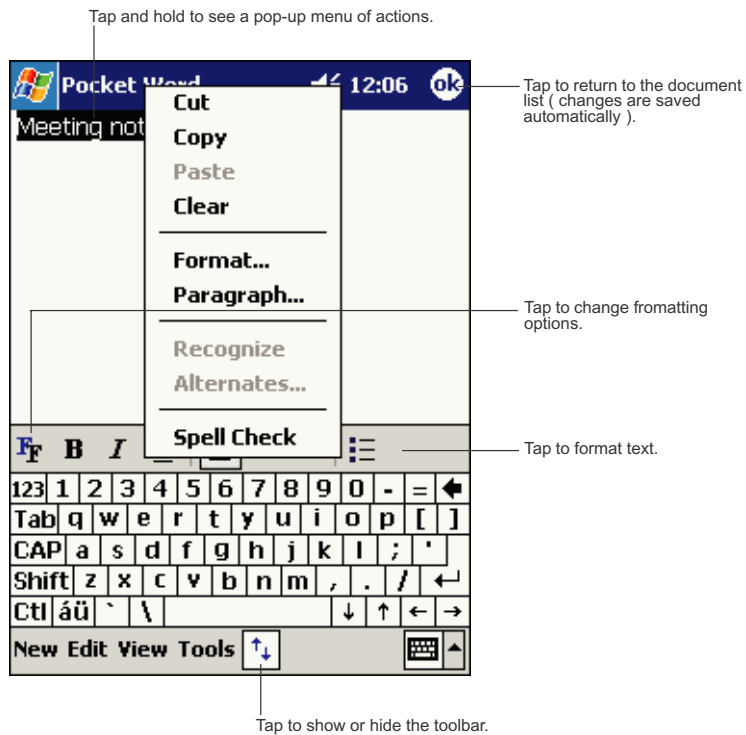 Tap and hold to see a pop-up menu of actions.
Pocket 12:06 ok
Tap to return to the document
list ( changes are saved
automatically ).
Meeting
Cut
Copy
Paste
Clear
Format...
Paragraph...
Recognize
Alternates...
Spell Check
Tap to change fromatting
options.
FF B I
Tap to format text.
123 1 2 3 4 5 6 7 8 9 0 - =
Tab q w e r t y u i o p [ ]
CAP a s d f g h j k l ; '
Shift z x c v b n m , . /
Ctl áü ` \ ↓ ↑ ← →
New Edit View Tools
Tap to show or hide the toolbar.